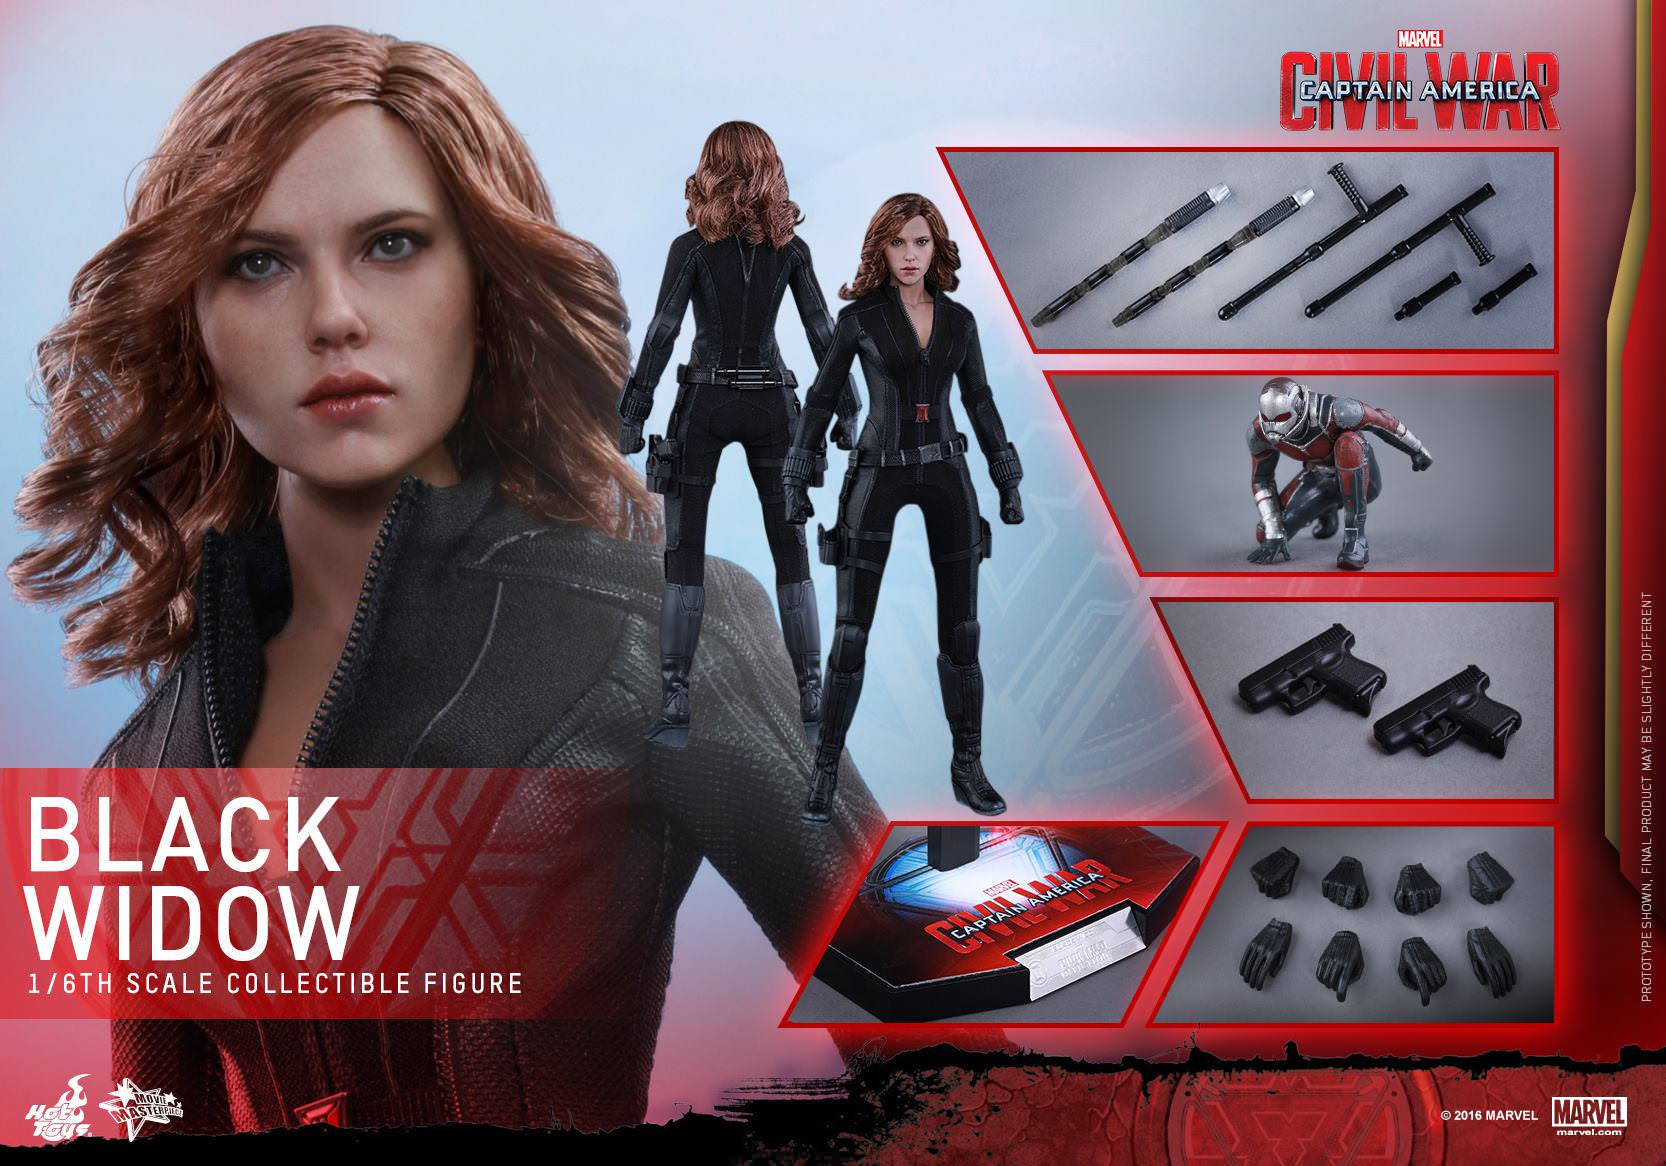 MARVEL
CIVIL WAR
CAPTAIN AMERICA
BLACK
WIDOW
1/6TH SCALE COLLECTIBLE FIGURE
MARVEL
CAPTAIN AMERICA
CIVIL WAR
PROTOTYPE SHOWN, FINAL PRODUCT MAY BE SLIGHTLY DIFFERENT
Hot
Toys
MOVIE
MASTERPIECE
© 2016 MARVEL
MARVEL
marvel.com